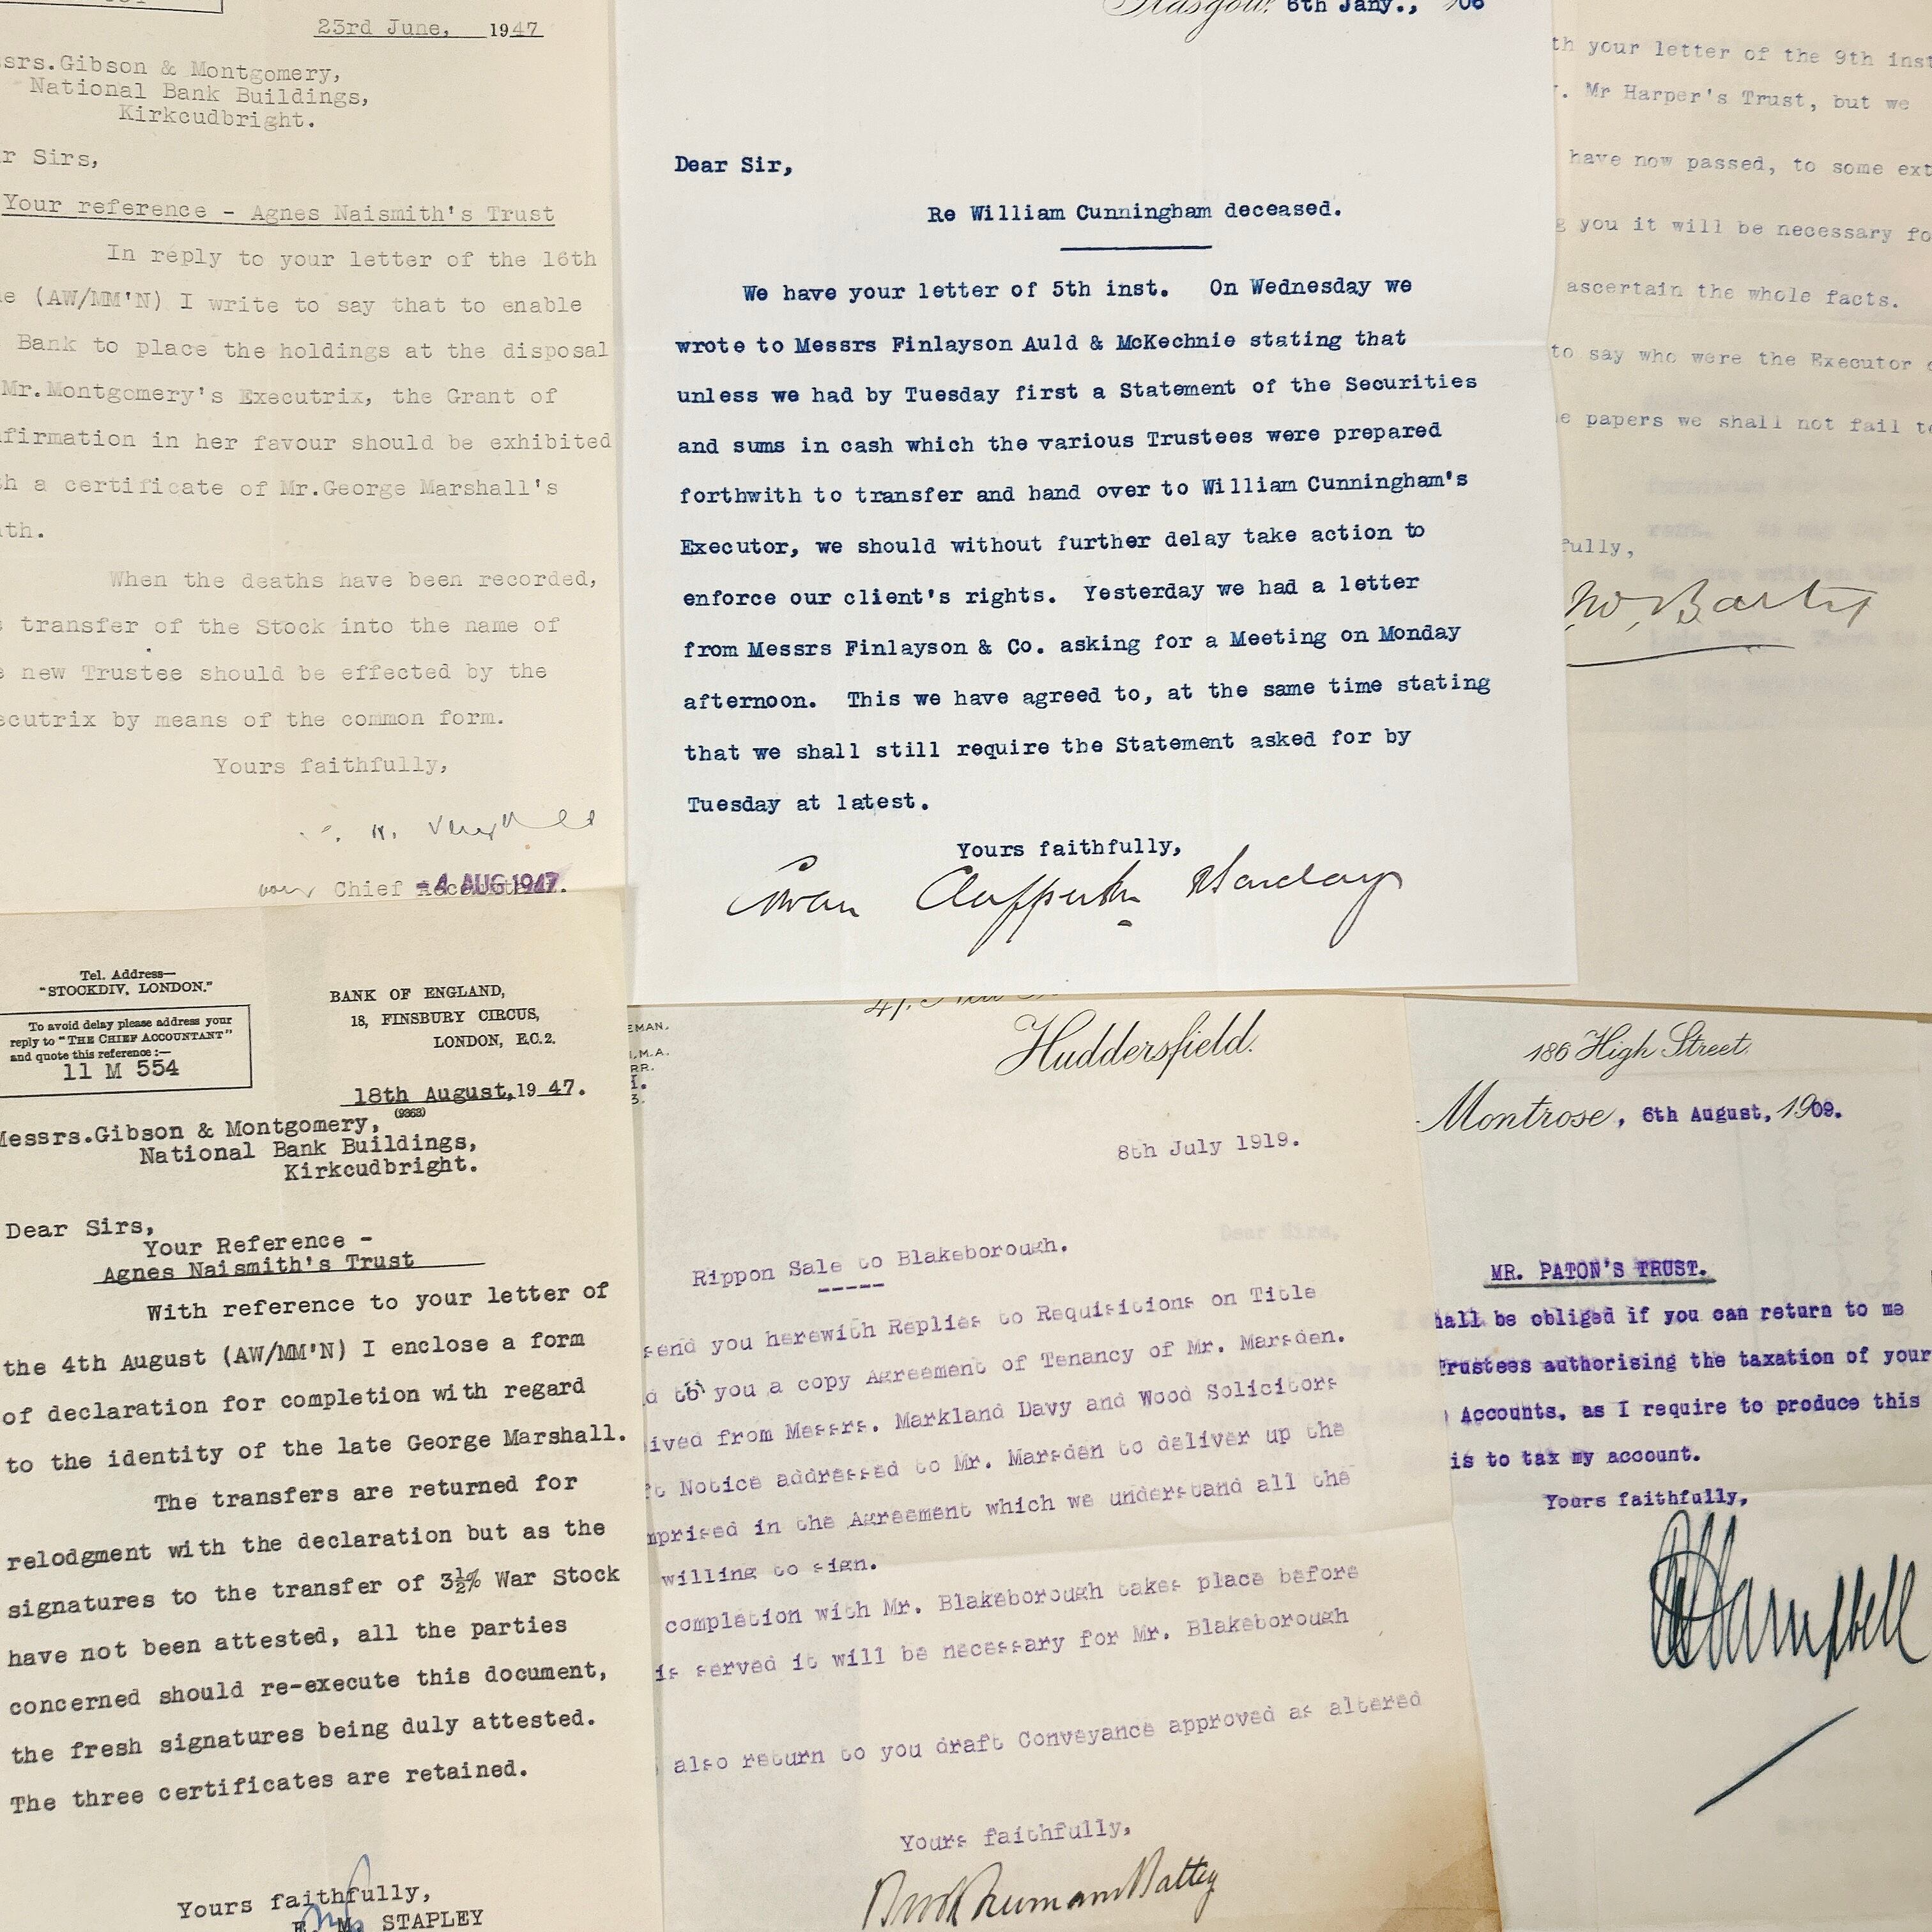 23rd June, 1947
srs.Gibson & Montgomery,
National Bank Buildings,
Kirkcudbright.
r Sirs,
Your reference - Agnes Naismith's Trust
In reply to your letter of the 16th
e (AW/MM'N) I write to say that to enable
Bank to place the holdings at the disposal
Mr.Montgomery's Executrix, the Grant of
firmation in her favour should be exhibited
h a certificate of Mr.George Marshall's
th.
When the deaths have been recorded,
transfer of the Stock into the name of
new Trustee should be effected by the
ecutrix by means of the common form.
Yours faithfully,
Chief
-4 AUG 1947.
Glasgow, 6th Jany., '06
Dear Sir,
Re William Cunningham deceased.
We have your letter of 5th inst. On Wednesday we
wrote to Messrs Finlayson Auld & McKechnie stating that
unless we had by Tuesday first a Statement of the Securities
and sums in cash which the various Trustees were prepared
forthwith to transfer and hand over to William Cunningham's
Executor, we should without further delay take action to
enforce our client's rights. Yesterday we had a letter
from Messrs Finlayson & Co. asking for a Meeting on Monday
afternoon. This we have agreed to, at the same time stating
that we shall still require the Statement asked for by
Tuesday at latest.
Yours faithfully,
th your letter of the 9th inst
. Mr Harper's Trust, but we
have now passed, to some ext
g you it will be necessary fo
ascertain the whole facts.
to say who were the Executor
e papers we shall not fail t
fully,
Tel. Address—
"STOCKDIV, LONDON."
To avoid delay please address your
reply to "THE CHIEF ACCOUNTANT"
and quote this reference :—
11 M 554
BANK OF ENGLAND,
18, FINSBURY CIRCUS,
LONDON, E.C.2.
18th August, 1947.
(9363)
Messrs.Gibson & Montgomery,
National Bank Buildings,
Kirkcudbright.
Dear Sirs,
Your Reference -
Agnes Naismith's Trust
With reference to your letter of
the 4th August (AW/MM'N) I enclose a form
of declaration for completion with regard
to the identity of the late George Marshall.
The transfers are returned for
relodgment with the declaration but as the
signatures to the transfer of 3½% War Stock
have not been attested, all the parties
concerned should re-execute this document,
the fresh signatures being duly attested.
The three certificates are retained.
Yours faithfully,
E. M. STAPLEY
EMAN,
.M.A.
RR.
Huddersfield.
8th July 1919.
Rippon Sale to Blakeborough.
send you herewith Replies to Requisitions on Title
d to you a copy Agreement of Tenancy of Mr. Marsden.
ived from Messrs. Markland Davy and Wood Solicitors
t Notice addressed to Mr. Marsden to deliver up the
mprised in the Agreement which we understand all the
willing to sign.
completion with Mr. Blakeborough takes place before
is served it will be necessary for Mr. Blakeborough
also return to you draft Conveyance approved as altered
Yours faithfully,
186 High Street.
Montrose, 6th August, 1909.
MR. PATON'S TRUST.
hall be obliged if you can return to me
Trustees authorising the taxation of your
Accounts, as I require to produce this
is to tax my account.
Yours faithfully,
Campbell